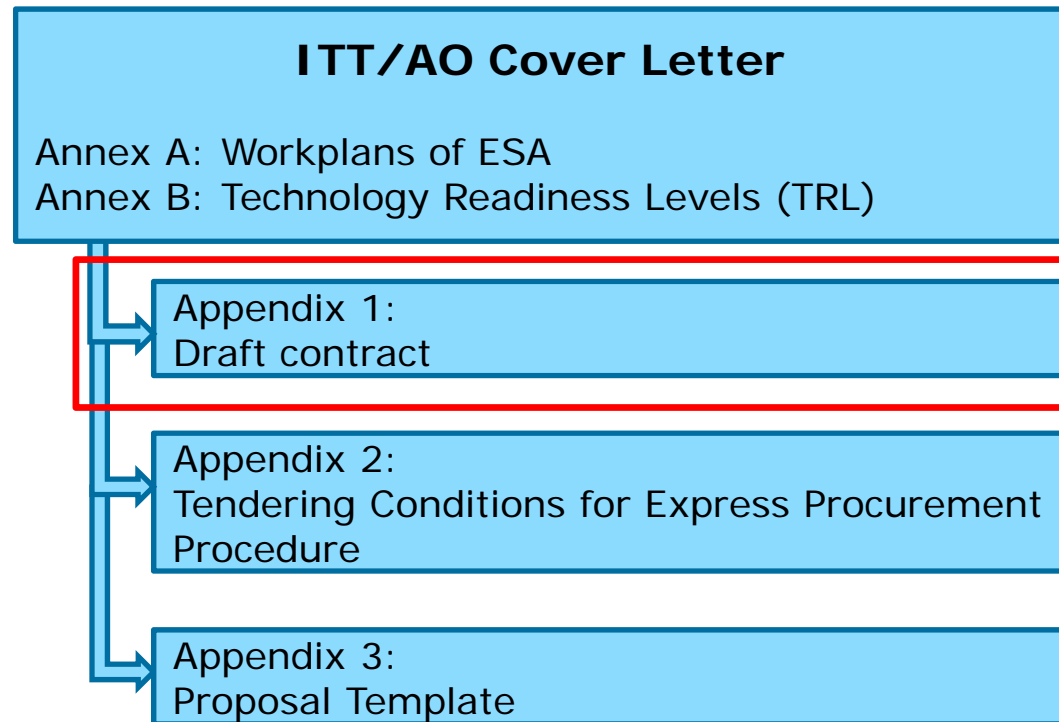 ITT/AO Cover Letter
Annex A: Workplans of ESA
Annex B: Technology Readiness Levels (TRL)
Appendix 1:
Draft contract
Appendix 2:
Tendering Conditions for Express Procurement
Procedure
Appendix 3:
Proposal Template